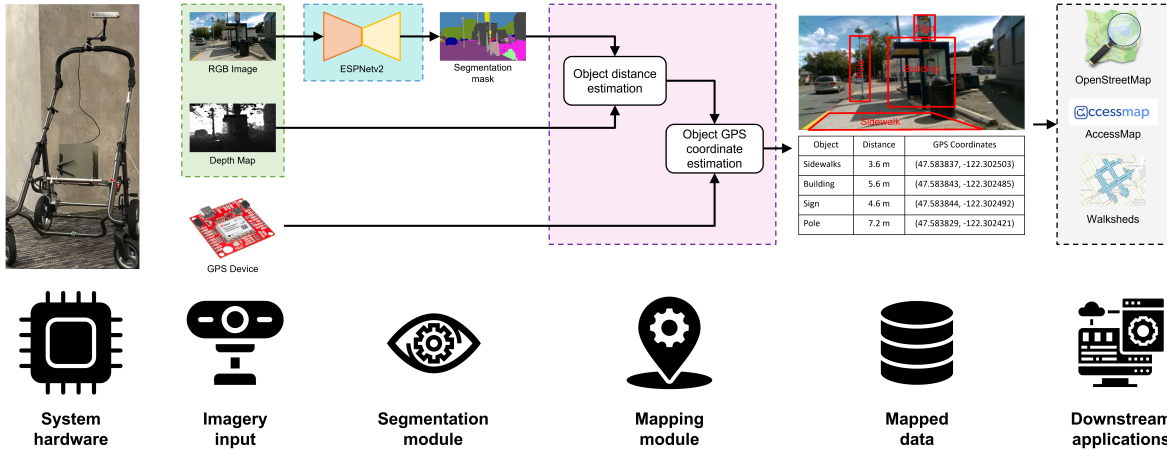 RGB Image
ESPNetv2
Segmentation
mask
Depth Map
GPS Device
Object distance
estimation
Object GPS
coordinate
estimation
Sidewalk
Object Distance GPS Coordinates
Sidewalks 3.6 m (47.583837, -122.302503)
Building 5.6 m (47.583843, -122.302485)
Sign 4.6 m (47.583844, -122.302492)
Pole 7.2 m (47.583829, -122.302421)
OpenStreetMap
accessmap
AccessMap
Walksheds
System
hardware
Imagery
input
Segmentation
module
Mapping
module
Mapped
data
Downstream
applications